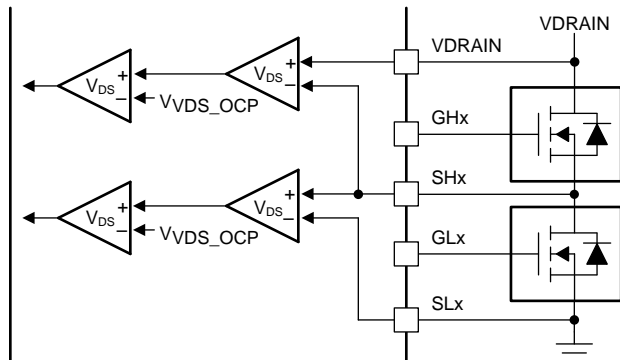 VDRAIN
VDRAIN
+
VDS
–
+
VDS
–
VVDS_OCP
GHx
SHx
+
VDS
–
+
VDS
–
VVDS_OCP
GLx
SLx